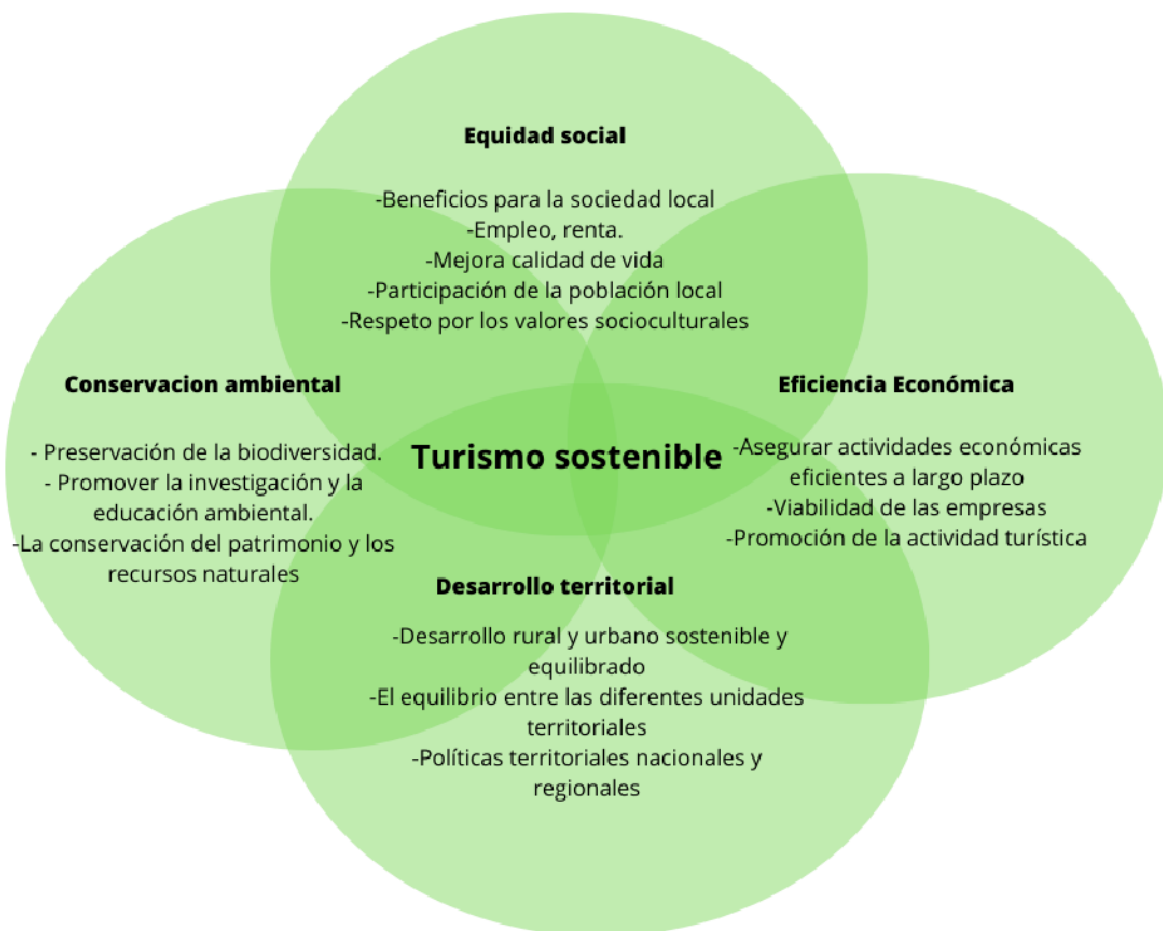 Equidad social
-Beneficios para la sociedad local
-Empleo, renta.
-Mejora calidad de vida
-Participación de la población local
-Respeto por los valores socioculturales
Conservacion ambiental
- Preservación de la biodiversidad.
- Promover la investigación y la
educación ambiental.
-La conservación del patrimonio y los
recursos naturales
Turismo sostenible
Eficiencia Económica
-Asegurar actividades económicas
eficientes a largo plazo
-Viabilidad de las empresas
-Promoción de la actividad turística
Desarrollo territorial
-Desarrollo rural y urbano sostenible y
equilibrado
-El equilibrio entre las diferentes unidades
territoriales
-Políticas territoriales nacionales y
regionales